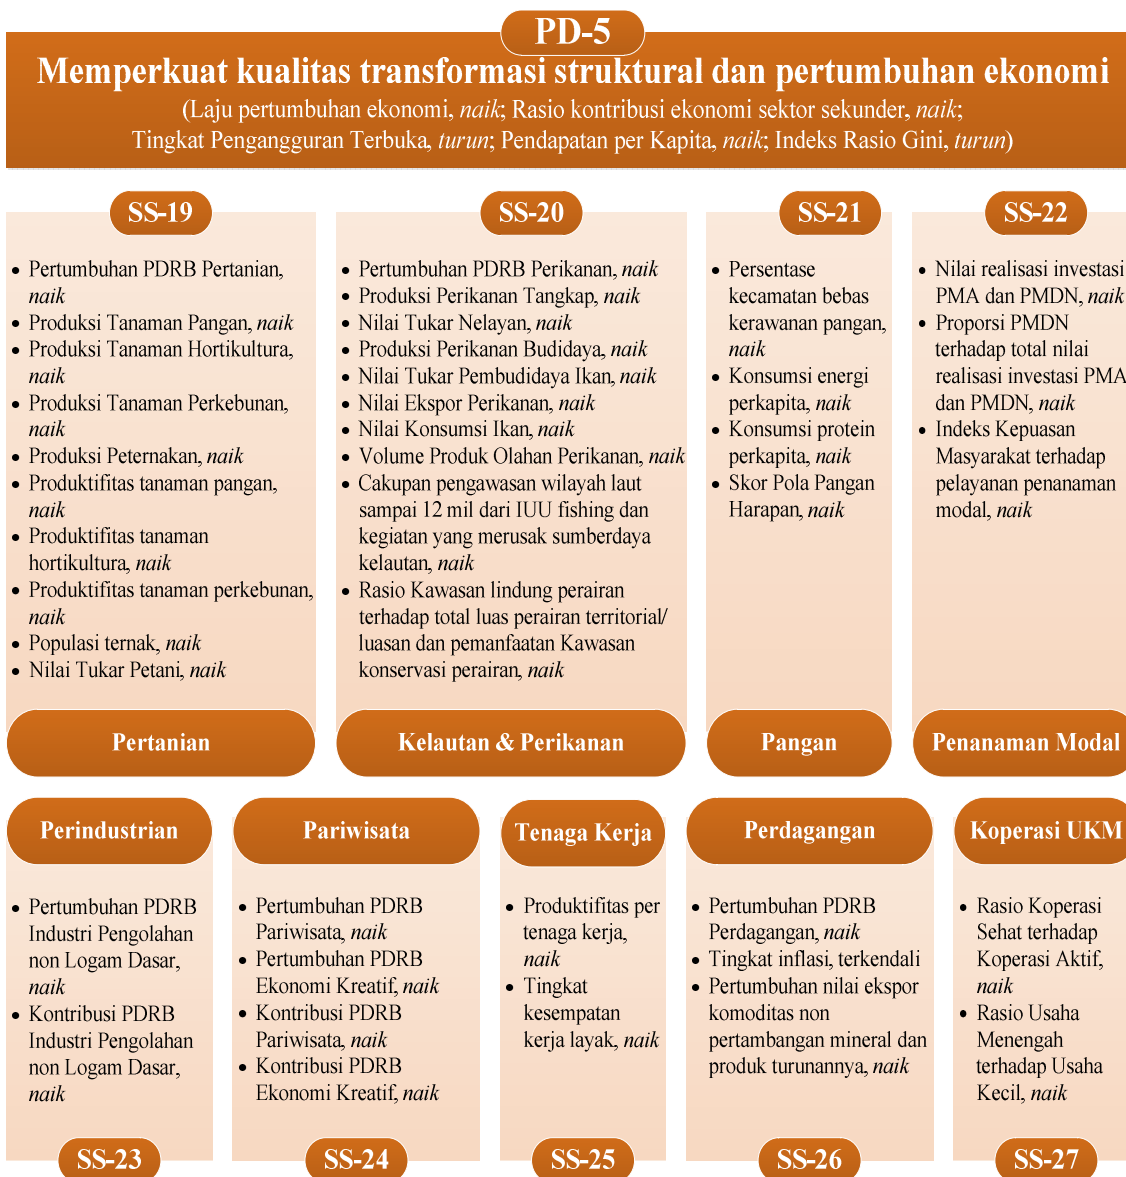 PD-5
Memperkuat kualitas transformasi struktural dan pertumbuhan ekonomi
(Laju pertumbuhan ekonomi, naik; Rasio kontribusi ekonomi sektor sekunder, naik;
Tingkat Pengangguran Terbuka, turun; Pendapatan per Kapita, naik; Indeks Rasio Gini, turun)
SS-19
• Pertumbuhan PDRB Pertanian,
naik
• Produksi Tanaman Pangan, naik
• Produksi Tanaman Hortikultura,
naik
• Produksi Tanaman Perkebunan,
naik
• Produksi Peternakan, naik
• Produktifitas tanaman pangan,
naik
• Produktifitas tanaman
hortikultura, naik
• Produktifitas tanaman perkebunan,
naik
• Populasi ternak, naik
• Nilai Tukar Petani, naik
Pertanian
SS-20
• Pertumbuhan PDRB Perikanan, naik
• Produksi Perikanan Tangkap, naik
• Nilai Tukar Nelayan, naik
• Produksi Perikanan Budidaya, naik
• Nilai Tukar Pembudidaya Ikan, naik
• Nilai Ekspor Perikanan, naik
• Nilai Konsumsi Ikan, naik
• Volume Produk Olahan Perikanan, naik
• Cakupan pengawasan wilayah laut
sampai 12 mil dari IUU fishing dan
kegiatan yang merusak sumberdaya
kelautan, naik
• Rasio Kawasan lindung perairan
terhadap total luas perairan territorial/
luasan dan pemanfaatan Kawasan
konservasi perairan, naik
Kelautan & Perikanan
SS-21
• Persentase
kecamatan bebas
kerawanan pangan,
naik
• Konsumsi energi
perkapita, naik
• Konsumsi protein
perkapita, naik
• Skor Pola Pangan
Harapan, naik
Pangan
SS-22
• Nilai realisasi investasi
PMA dan PMDN, naik
• Proporsi PMDN
terhadap total nilai
realisasi investasi PMA
dan PMDN, naik
• Indeks Kepuasan
Masyarakat terhadap
pelayanan penanaman
modal, naik
Penanaman Modal
Perindustrian
• Pertumbuhan PDRB
Industri Pengolahan
non Logam Dasar,
naik
• Kontribusi PDRB
Industri Pengolahan
non Logam Dasar,
naik
SS-23
Pariwisata
• Pertumbuhan PDRB
Pariwisata, naik
• Pertumbuhan PDRB
Ekonomi Kreatif, naik
• Kontribusi PDRB
Pariwisata, naik
• Kontribusi PDRB
Ekonomi Kreatif, naik
SS-24
Tenaga Kerja
• Produktifitas per
tenaga kerja,
naik
• Tingkat
kesempatan
kerja layak, naik
SS-25
Perdagangan
• Pertumbuhan PDRB
Perdagangan, naik
• Tingkat inflasi, terkendali
• Pertumbuhan nilai ekspor
komoditas non
pertambangan mineral dan
produk turunannya, naik
SS-26
Koperasi UKM
• Rasio Koperasi
Sehat terhadap
Koperasi Aktif,
naik
• Rasio Usaha
Menengah
terhadap Usaha
Kecil, naik
SS-27